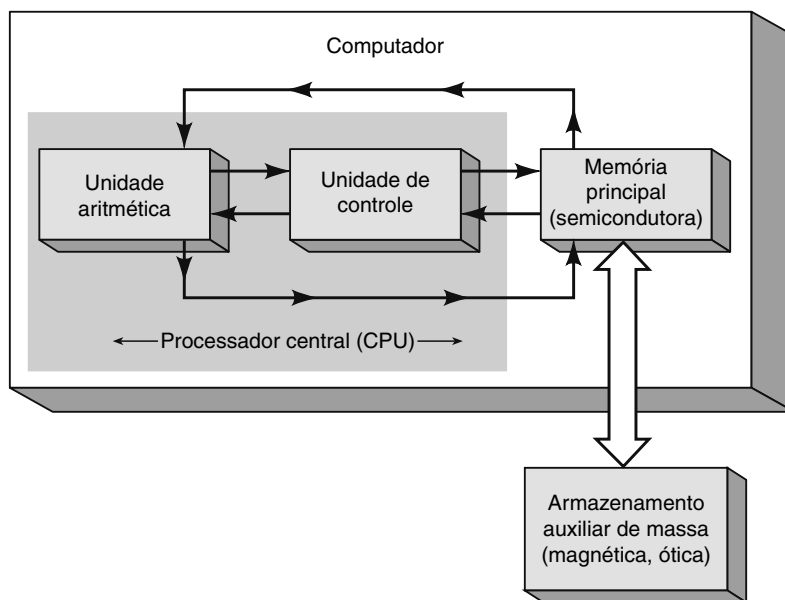 Computador
Unidade
aritmética
Unidade de
controle
Memória
principal
(semicondutora)
Processador central (CPU)
Armazenamento
auxiliar de massa
(magnética, ótica)